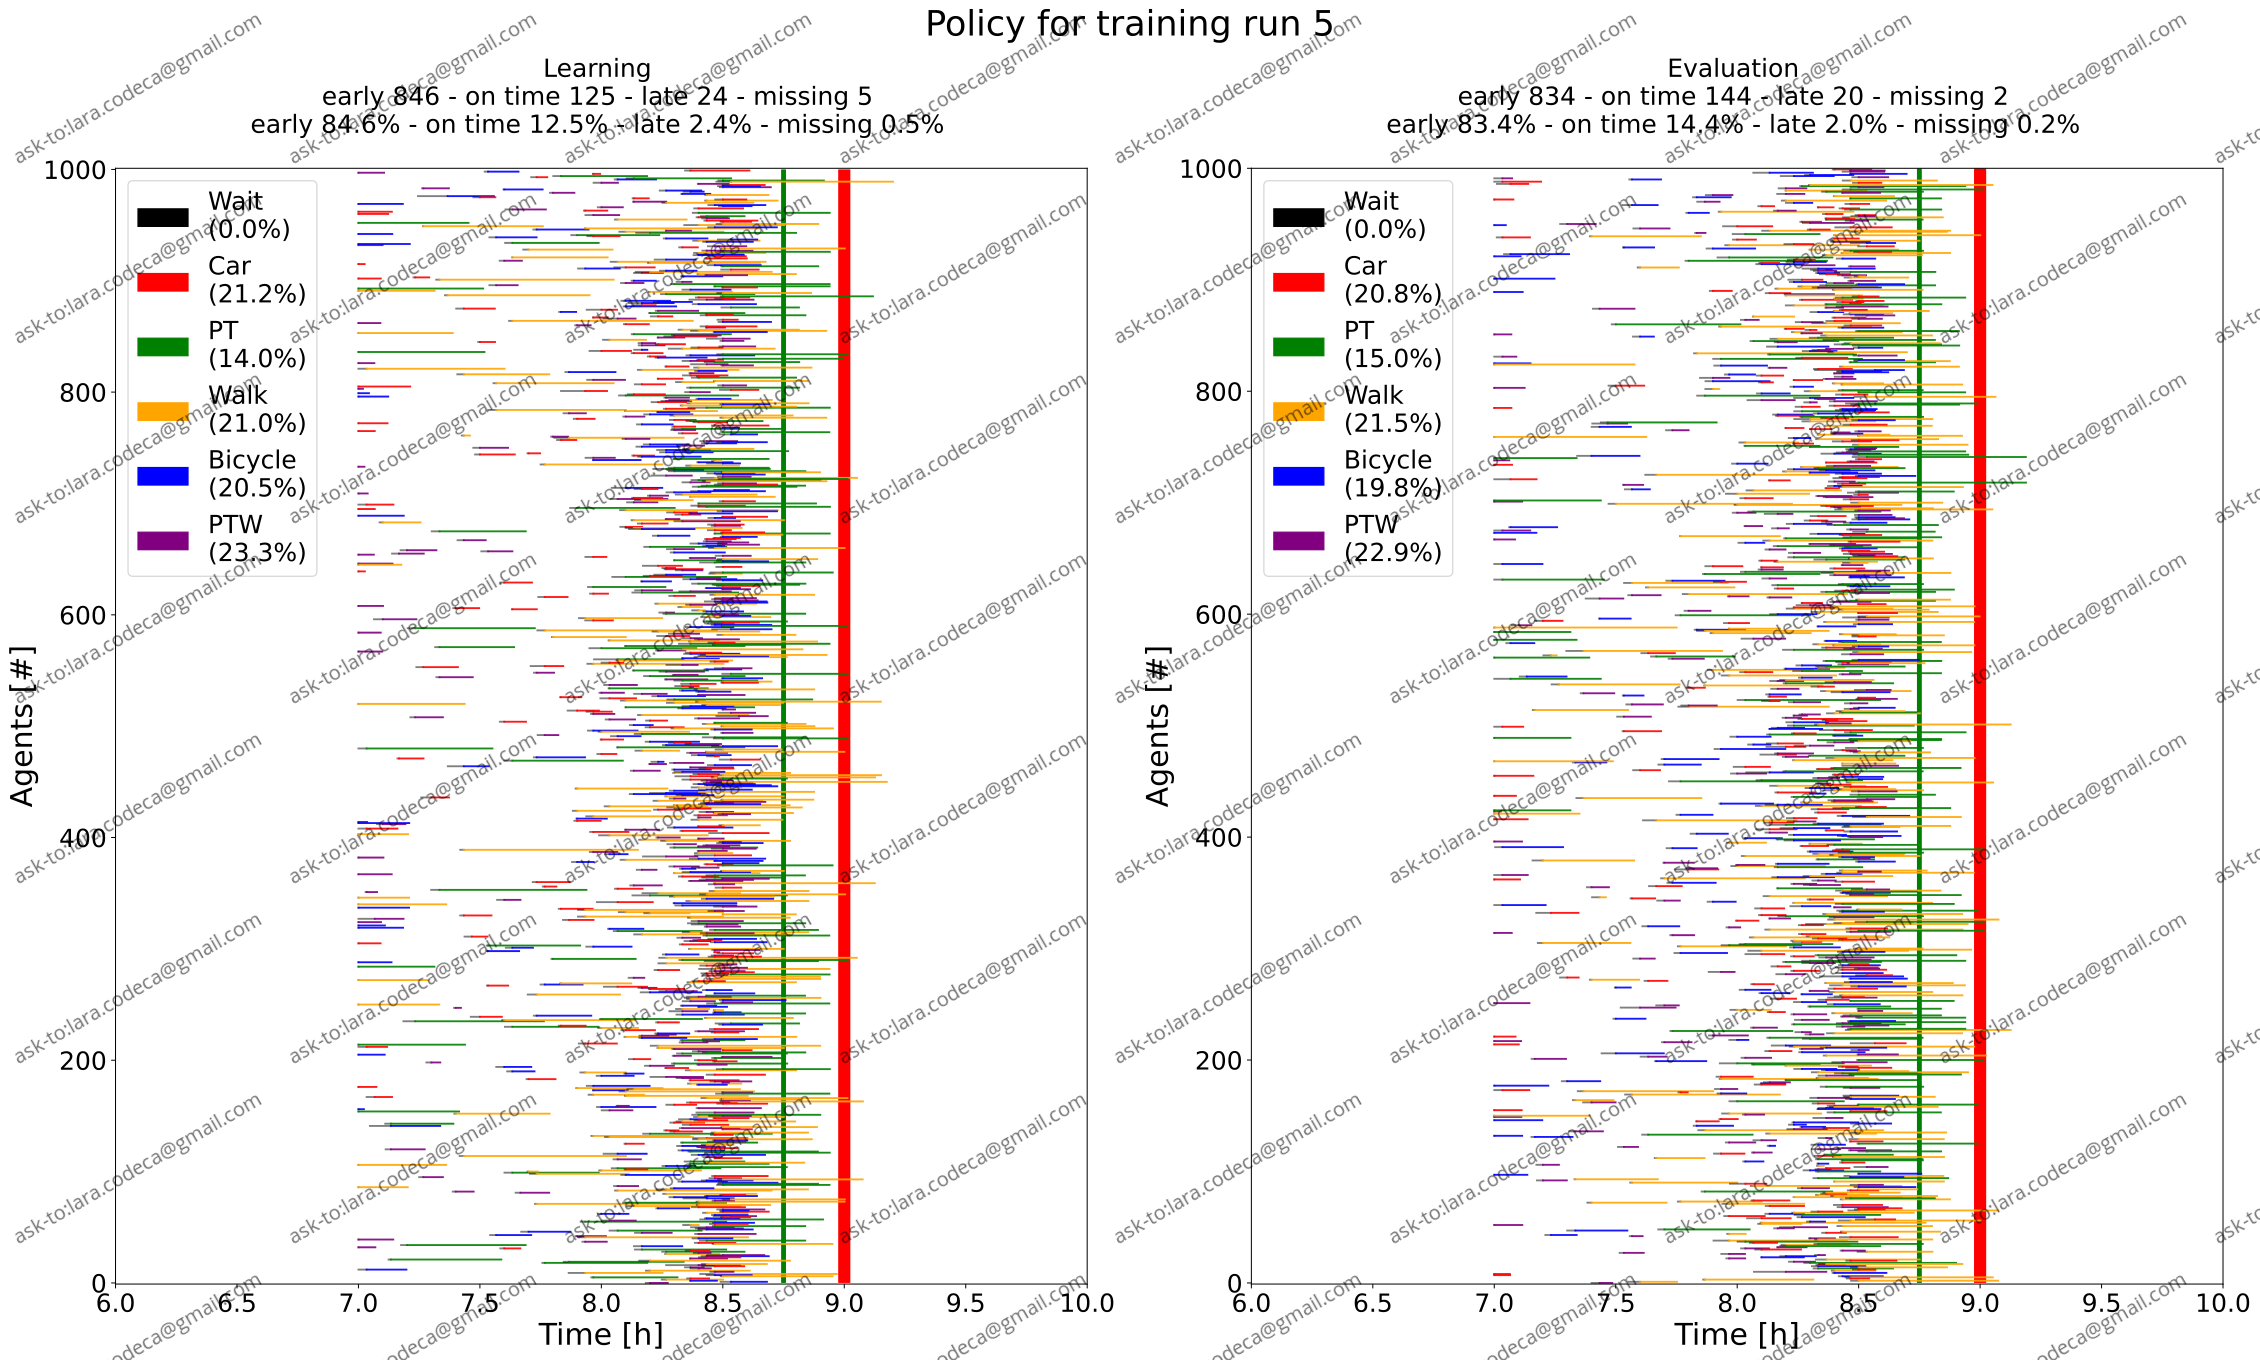 Policy for training run 5
Learning
early 846 - on time 125 - late 24 - missing 5
early 84.6% - on time 12.5% - late 2.4% - missing 0.5%
1000
800
600
400
200
0
Agents [#]
Wait
(0.0%)
Car
(21.2%)
PT
(14.0%)
Walk
(21.0%)
Bicycle
(20.5%)
PTW
(23.3%)
6.0 6.5 7.0 7.5 8.0 8.5 9.0 9.5 10.0
Time [h]
Evaluation
early 834 - on time 144 - late 20 - missing 2
early 83.4% - on time 14.4% - late 2.0% - missing 0.2%
1000
800
600
400
200
0
Agents [#]
Wait
(0.0%)
Car
(20.8%)
PT
(15.0%)
Walk
(21.5%)
Bicycle
(19.8%)
PTW
(22.9%)
6.0 6.5 7.0 7.5 8.0 8.5 9.0 9.5 10.0
Time [h]
ask-to:lara.codeca@gmail.com